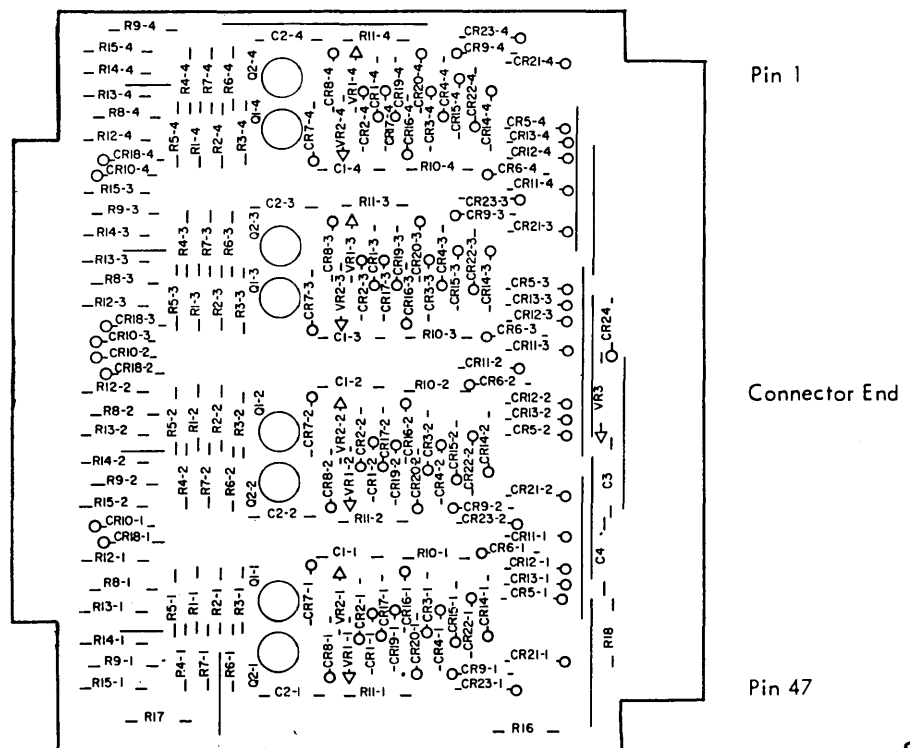 R9-4
C2-4
R11-4
CR23-4
CR9-4
R15-4
CR21-4
R14-4
R4-4
R7-4
R6-4
Q2-4
CR8-4
VR1-4
CR1-4
CR19-4
CR20-4
CR4-4
CR22-4
Pin 1
R13-4
R8-4
Q1-4
CR7-4
VR2-4
CR2-4
CR17-4
CR16-4
CR3-4
CR15-4
CR14-4
CR5-4
R12-4
R5-4
R1-4
R2-4
R3-4
CR13-4
CR12-4
CR18-4
C1-4
R10-4
CR6-4
CR10-4
CR11-4
R15-3
C2-3
R11-3
CR23-3
R9-3
CR9-3
R14-3
R4-3
R7-3
R6-3
Q2-3
CR8-3
VR1-3
CR1-3
CR19-3
CR20-3
CR4-3
CR22-3
CR21-3
R13-3
R8-3
Q1-3
CR7-3
VR2-3
CR2-3
CR17-3
CR16-3
CR3-3
CR15-3
CR14-3
CR5-3
R12-3
R5-3
R1-3
R2-3
R3-3
CR13-3
CR12-3
CR24
CR18-3
C1-3
R10-3
CR6-3
CR10-3
CR11-3
CR10-2
CR18-2
CR11-2
R12-2
C1-2
R10-2
CR6-2
Connector End
R8-2
R5-2
R1-2
R2-2
R3-2
Q1-2
CR7-2
VR2-2
CR2-2
CR17-2
CR16-2
CR3-2
CR15-2
CR14-2
CR12-2
CR13-2
VR3
R13-2
CR5-2
R14-2
R4-2
R7-2
R6-2
Q2-2
CR8-2
VR1-2
CR1-2
CR19-2
CR20-2
CR4-2
CR22-2
R9-2
CR21-2
C3
R15-2
CR9-2
C2-2
R11-2
CR23-2
CR10-1
CR18-1
CR11-1
R12-1
C1-1
R10-1
CR6-1
C4
CR12-1
R8-1
R5-1
R1-1
R2-1
R3-1
Q1-1
CR7-1
VR2-1
CR2-1
CR17-1
CR16-1
CR3-1
CR15-1
CR14-1
CR13-1
CR5-1
R13-1
R14-1
R4-1
R7-1
R6-1
Q2-1
CR8-1
VR1-1
CR1-1
CR19-1
CR20-1
CR4-1
CR22-1
R18
R9-1
CR21-1
CR9-1
R15-1
C2-1
R11-1
CR23-1
Pin 47
R17
R16